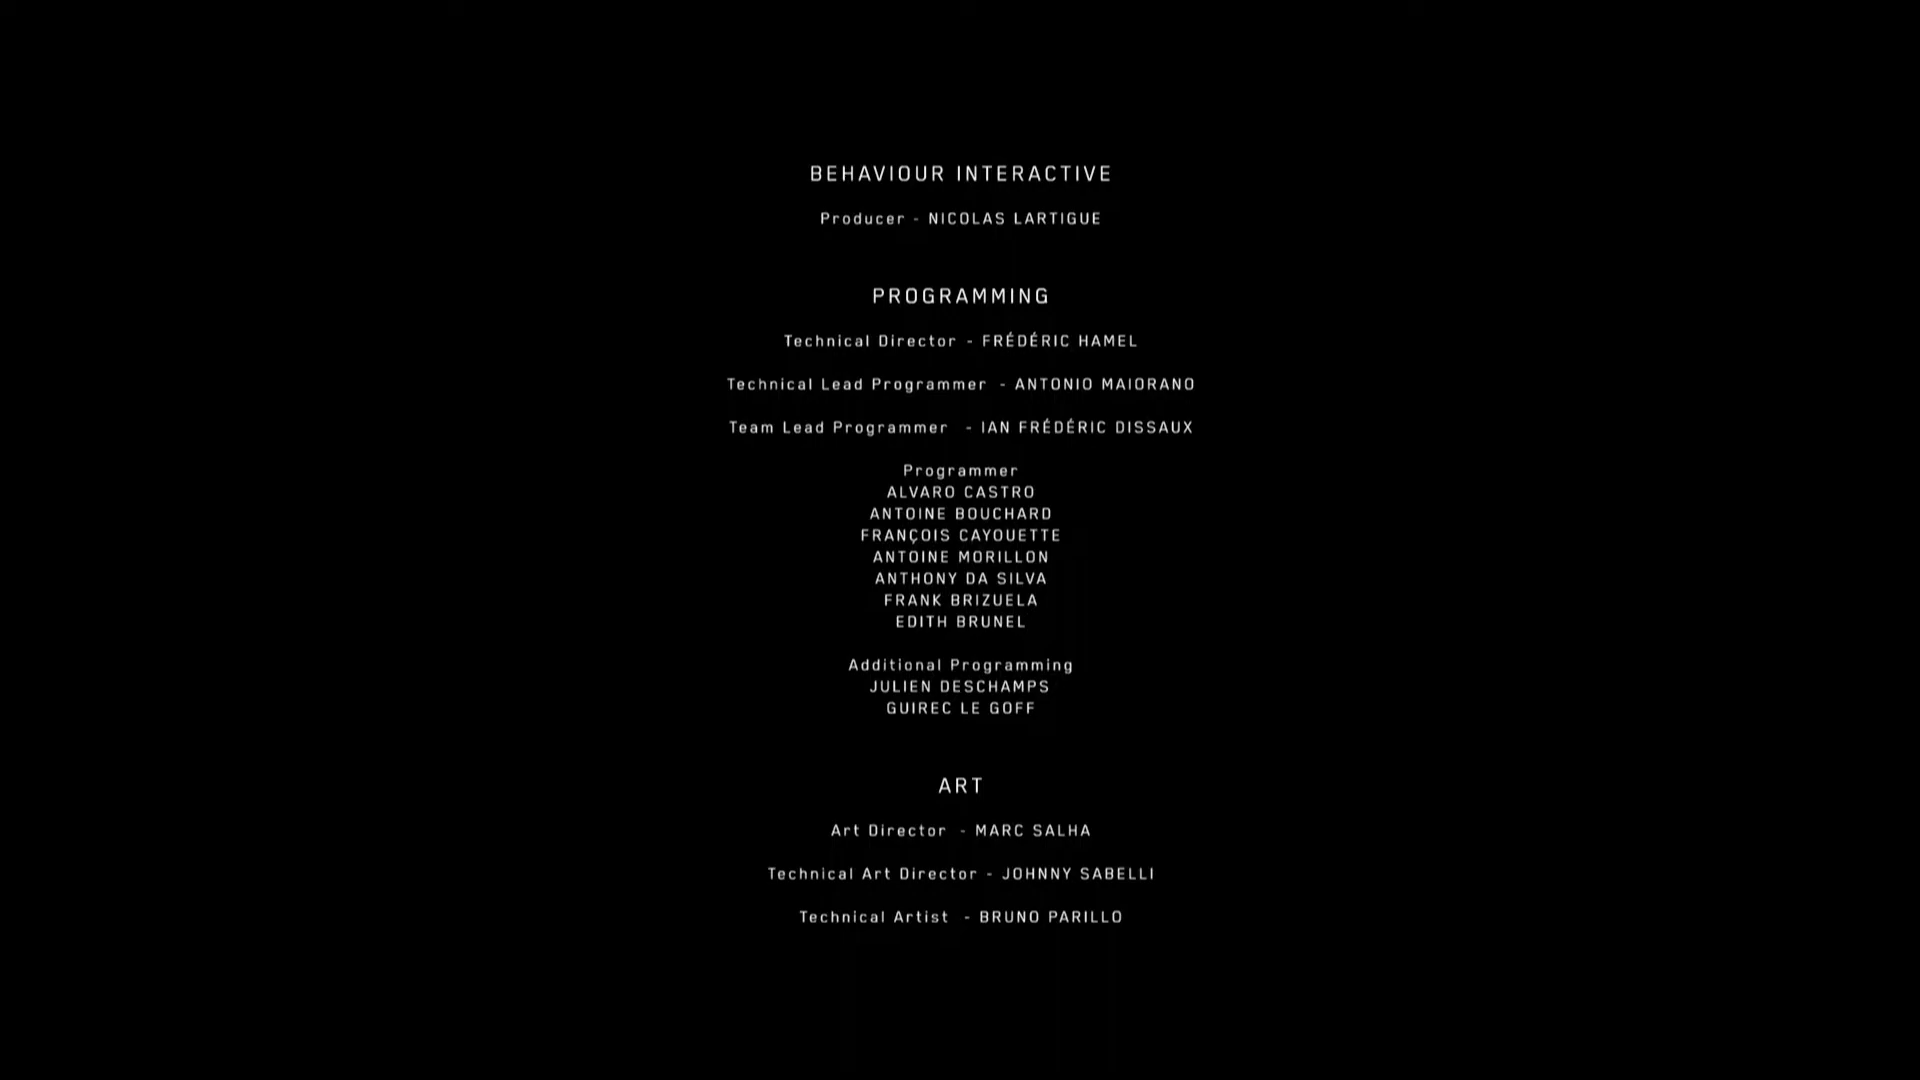 BEHAVIOUR INTERACTIVE
Producer - NICOLAS LARTIGUE
PROGRAMMING
Technical Director - FRÉDÉRIC HAMEL
Technical Lead Programmer - ANTONIO MAIORANO
Team Lead Programmer - IAN FRÉDÉRIC DISSAUX
Programmer
ALVARO CASTRO
ANTOINE BOUCHARD
FRANÇOIS CAYOUETTE
ANTOINE MORILLON
ANTHONY DA SILVA
FRANK BRIZUELA
EDITH BRUNEL
Additional Programming
JULIEN DESCHAMPS
GUIREC LE GOFF
ART
Art Director - MARC SALHA
Technical Art Director - JOHNNY SABELLI
Technical Artist - BRUNO PARILLO